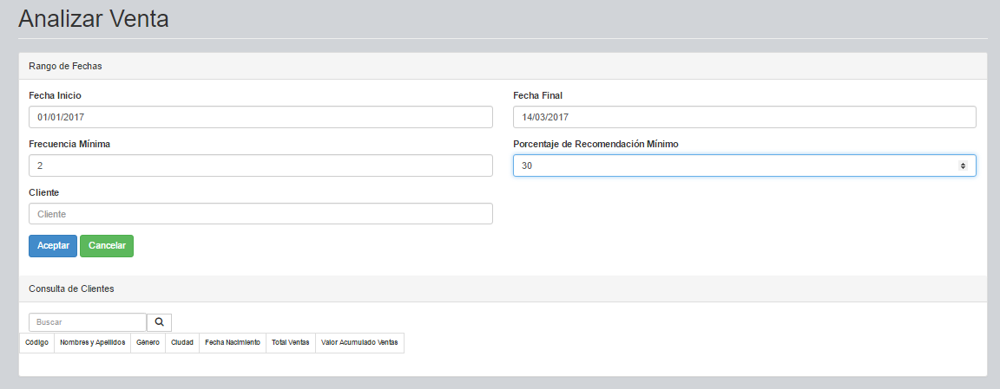 Analizar Venta
Rango de Fechas
Fecha Inicio Fecha Final
01/01/2017 14/03/2017
Frecuencia Mínima Porcentaje de Recomendación Mínimo
2 30
Cliente
Cliente
Aceptar Cancelar
Consulta de Clientes
Buscar
Código Nombres y Apellidos Género Ciudad Fecha Nacimiento Total Ventas Valor Acumulado Ventas